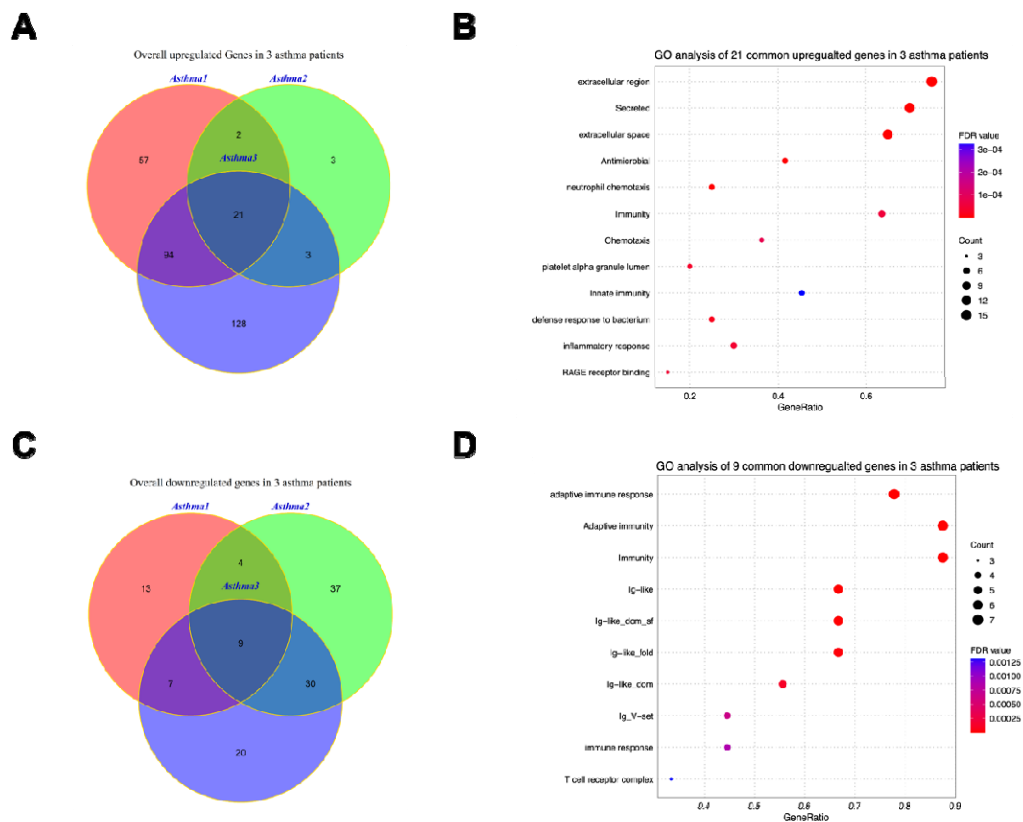 A
Overall upregulated Genes in 3 asthma patients
Asthma1
Asthma2
2
57
Asthma3
3
21
94
3
128
B
GO analysis of 21 common upregualted genes in 3 asthma patients
extracellular region
Secreted
extracellular space
Antimierobial
neutrophil chemotaxis
Immunity
Chemotaxis
platelet alpha granule lumen
Innate immunity
defense response to bacterium
inflammatory response
RAGE receptor binding
0.2
0.4
0.6
GeneRatio
FDR value
3e-04
2e-04
1e-04
Count
3
6
9
12
15
C
Overall downregulated genes in 3 asthma patients
Asthma1
Asthma2
4
13
Asthma3
37
9
7
30
20
D
GO analysis of 9 common downregualted genes in 3 asthma patients
adaptive immune response
Adaptive immunity
Immunity
Ig-like
Ig-like_dom_sf
Ig-like_fold
Ig-like_dom
Ig_V-set
immune response
T cell receptor complex
0.4
0.5
0.6
0.7
0.8
0.9
GeneRatio
Count
3
4
5
6
7
FDR value
0.00125
0.00100
0.00075
0.00050
0.00025